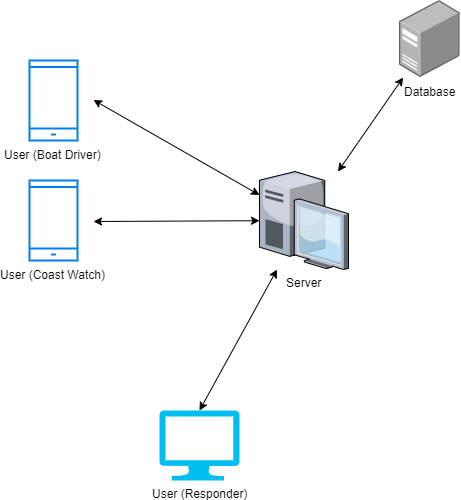 Database
User (Boat Driver)
User (Coast Watch)
Server
User (Responder)